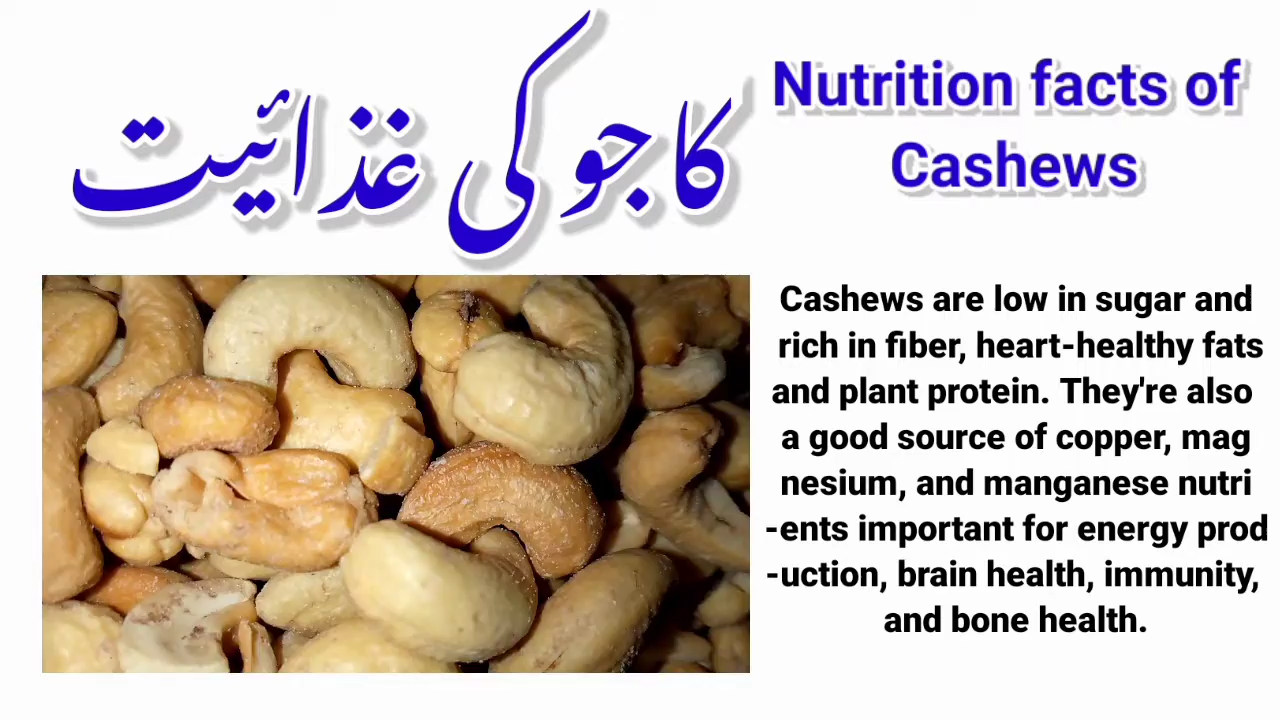 کاجو کی غذائیت
Nutrition facts of
Cashews
Cashews are low in sugar and
rich in fiber, heart-healthy fats
and plant protein. They're also
a good source of copper, mag
nesium, and manganese nutri
-ents important for energy prod
-uction, brain health, immunity,
and bone health.